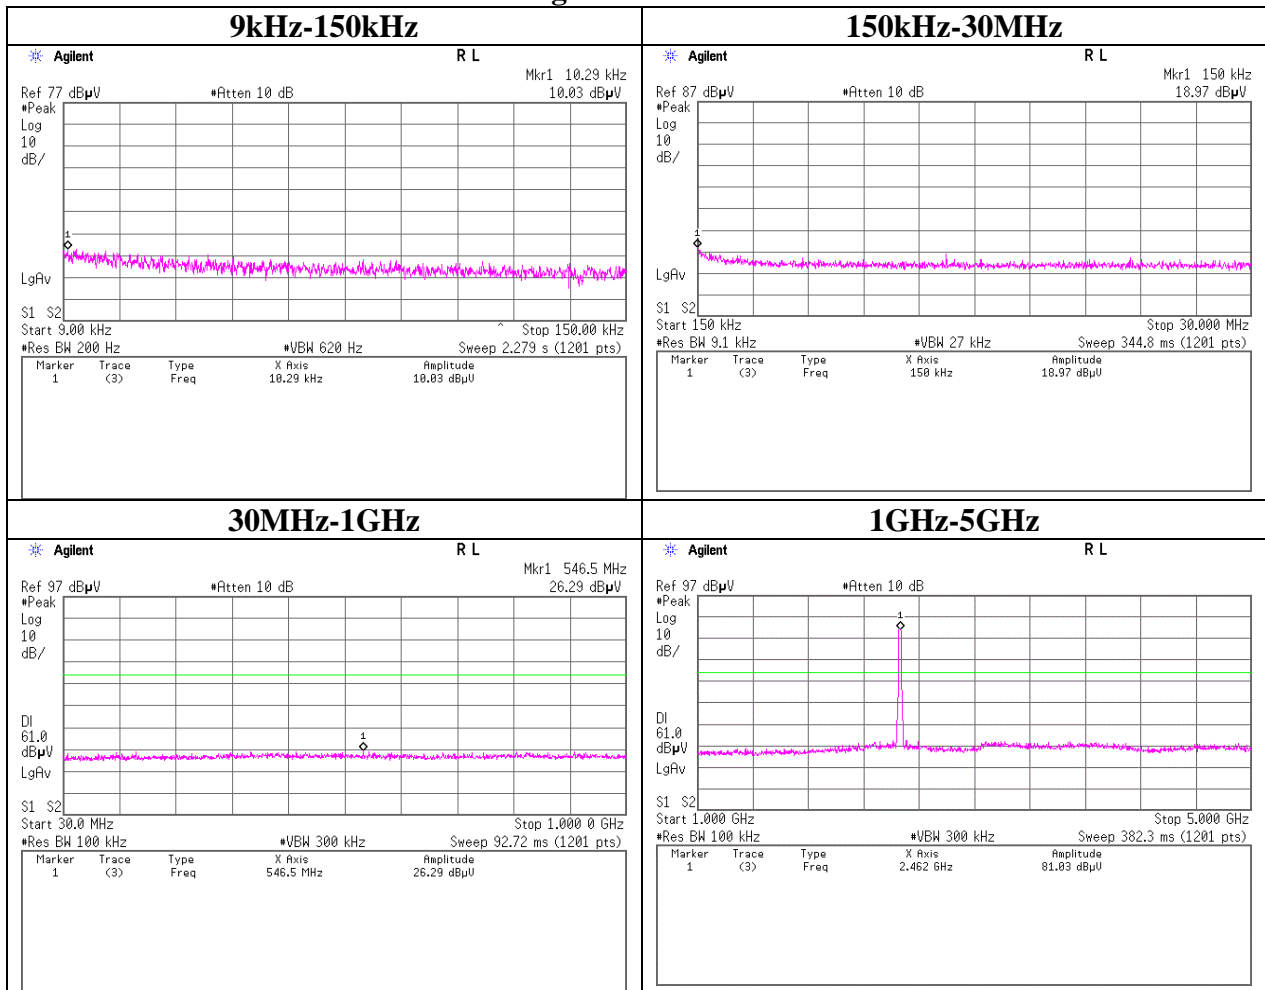 9kHz-150kHz
Agilent R L
Mkr1 10.29 kHz
Ref 77 dBµV #Atten 10 dB 10.03 dBµV
#Peak
Log
10
dB/
1
LgAv
S1 S2
Start 9.00 kHz ^ Stop 150.00 kHz
#Res BW 200 Hz #VBW 620 Hz Sweep 2.279 s (1201 pts)
Marker Trace Type X Axis Amplitude
1 (3) Freq 10.29 kHz 10.03 dBµV
150kHz-30MHz
Agilent R L
Mkr1 150 kHz
Ref 87 dBµV #Atten 10 dB 18.97 dBµV
#Peak
Log
10
dB/
1
LgAv
S1 S2
Start 150 kHz Stop 30.000 MHz
#Res BW 9.1 kHz #VBW 27 kHz Sweep 344.8 ms (1201 pts)
Marker Trace Type X Axis Amplitude
1 (3) Freq 150 kHz 18.97 dBµV
30MHz-1GHz
Agilent R L
Mkr1 546.5 MHz
Ref 97 dBµV #Atten 10 dB 26.29 dBµV
#Peak
Log
10
dB/
DI
61.0
dBµV
1
LgAv
S1 S2
Start 30.0 MHz Stop 1.000 0 GHz
#Res BW 100 kHz #VBW 300 kHz Sweep 92.72 ms (1201 pts)
Marker Trace Type X Axis Amplitude
1 (3) Freq 546.5 MHz 26.29 dBµV
1GHz-5GHz
Agilent R L
Ref 97 dBµV #Atten 10 dB
#Peak
Log
10
dB/
1
DI
61.0
dBµV
LgAv
S1 S2
Start 1.000 GHz Stop 5.000 GHz
#Res BW 100 kHz #VBW 300 kHz Sweep 382.3 ms (1201 pts)
Marker Trace Type X Axis Amplitude
1 (3) Freq 2.462 GHz 81.03 dBµV